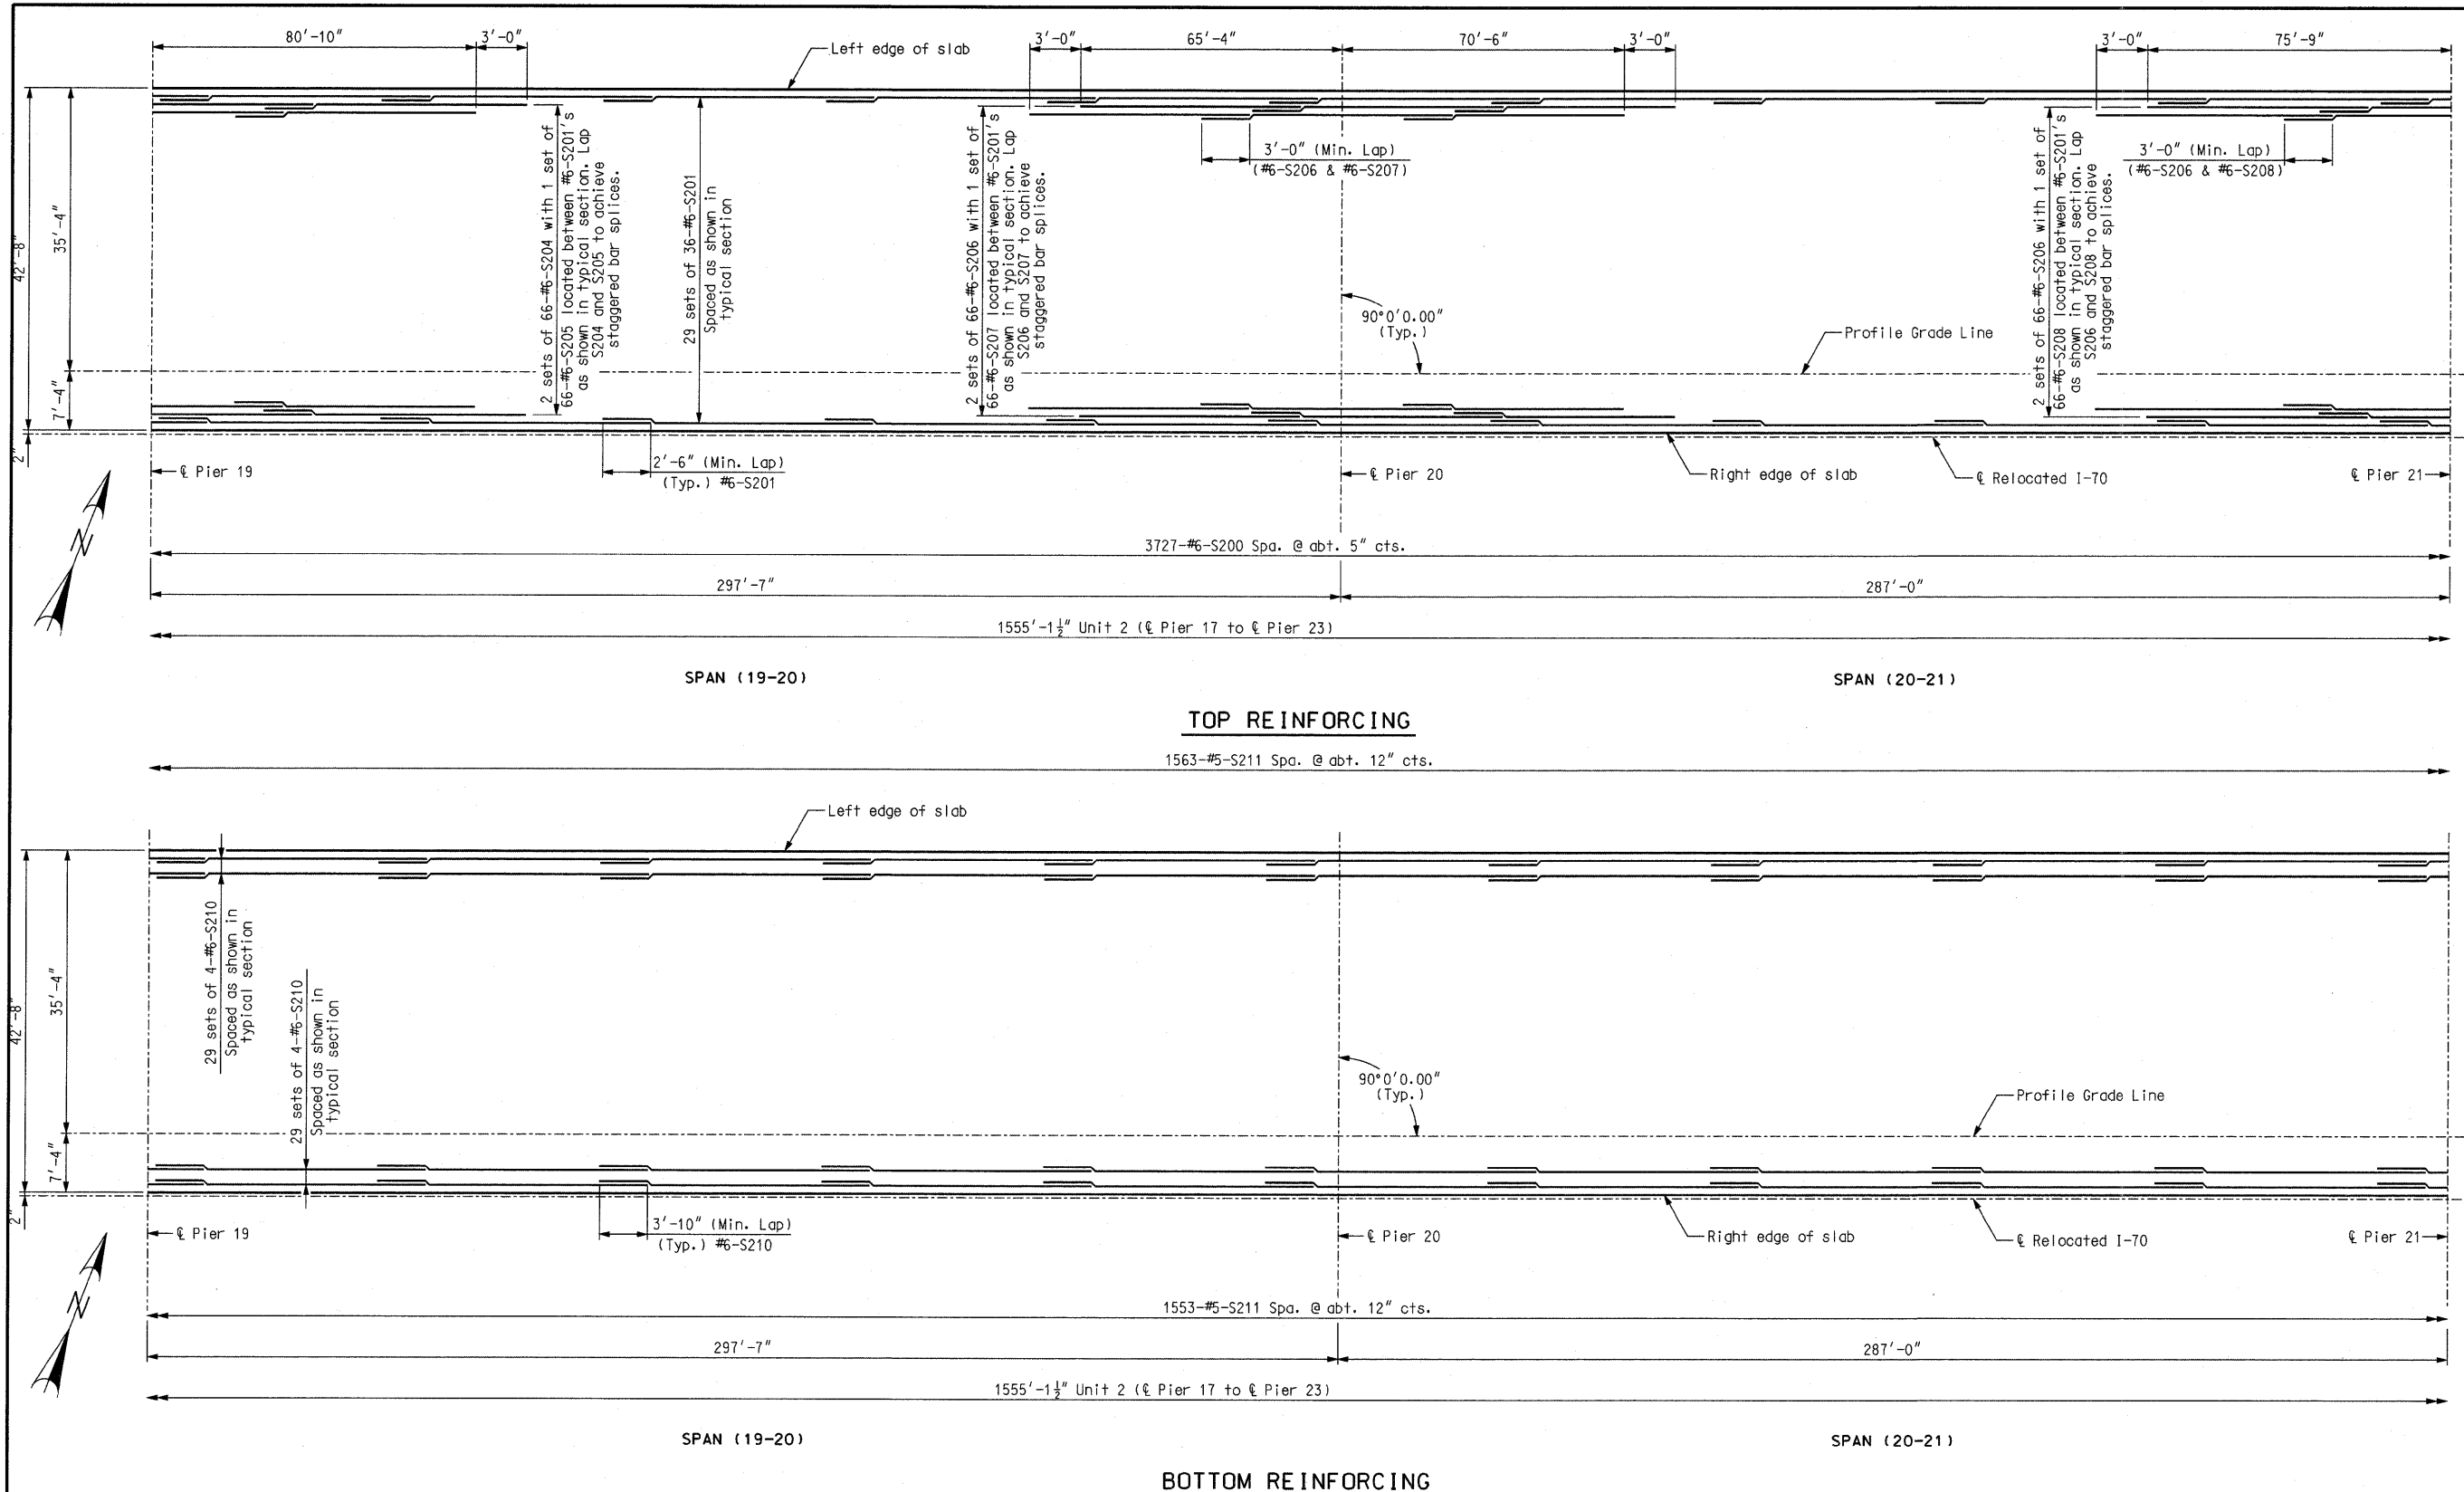 80'-10"
3'-0"
Left edge of slab
3'-0"
65'-4"
70'-6"
3'-0"
3'-0"
75'-9"
42'-8"
35'-4"
7'-4"
2"
2 sets of 66-#6-S204 with 1 set of
66-#6-S205 located between #6-S201's
as shown in typical section. Lap
S204 and S205 to achieve
staggered bar splices.
29 sets of 36-#6-S201
Spaced as shown in
typical section
2 sets of 66-#6-S206 with 1 set of
66-#6-S207 located between #6-S201's
as shown in typical section. Lap
S206 and S207 to achieve
staggered bar splices.
3'-0" (Min. Lap)
(#6-S206 & #6-S207)
2 sets of 66-#6-S206 with 1 set of
66-#6-S208 located between #6-S201's
as shown in typical section. Lap
S206 and S208 to achieve
staggered bar splices.
3'-0" (Min. Lap)
(#6-S206 & #6-S208)
90°0'0.00"
(Typ.)
Profile Grade Line
℄ Pier 19
2'-6" (Min. Lap)
(Typ.) #6-S201
℄ Pier 20
Right edge of slab
℄ Relocated I-70
℄ Pier 21
N
3727-#6-S200 Spa. @ abt. 5" cts.
297'-7"
287'-0"
1555'-1½" Unit 2 (℄ Pier 17 to ℄ Pier 23)
SPAN (19-20)
SPAN (20-21)
TOP REINFORCING
1563-#5-S211 Spa. @ abt. 12" cts.
Left edge of slab
42'-8"
35'-4"
7'-4"
2"
29 sets of 4-#6-S210
Spaced as shown in
typical section
29 sets of 4-#6-S210
Spaced as shown in
typical section
90°0'0.00"
(Typ.)
Profile Grade Line
℄ Pier 19
3'-10" (Min. Lap)
(Typ.) #6-S210
℄ Pier 20
Right edge of slab
℄ Relocated I-70
℄ Pier 21
N
1553-#5-S211 Spa. @ abt. 12" cts.
297'-7"
287'-0"
1555'-1½" Unit 2 (℄ Pier 17 to ℄ Pier 23)
SPAN (19-20)
SPAN (20-21)
BOTTOM REINFORCING